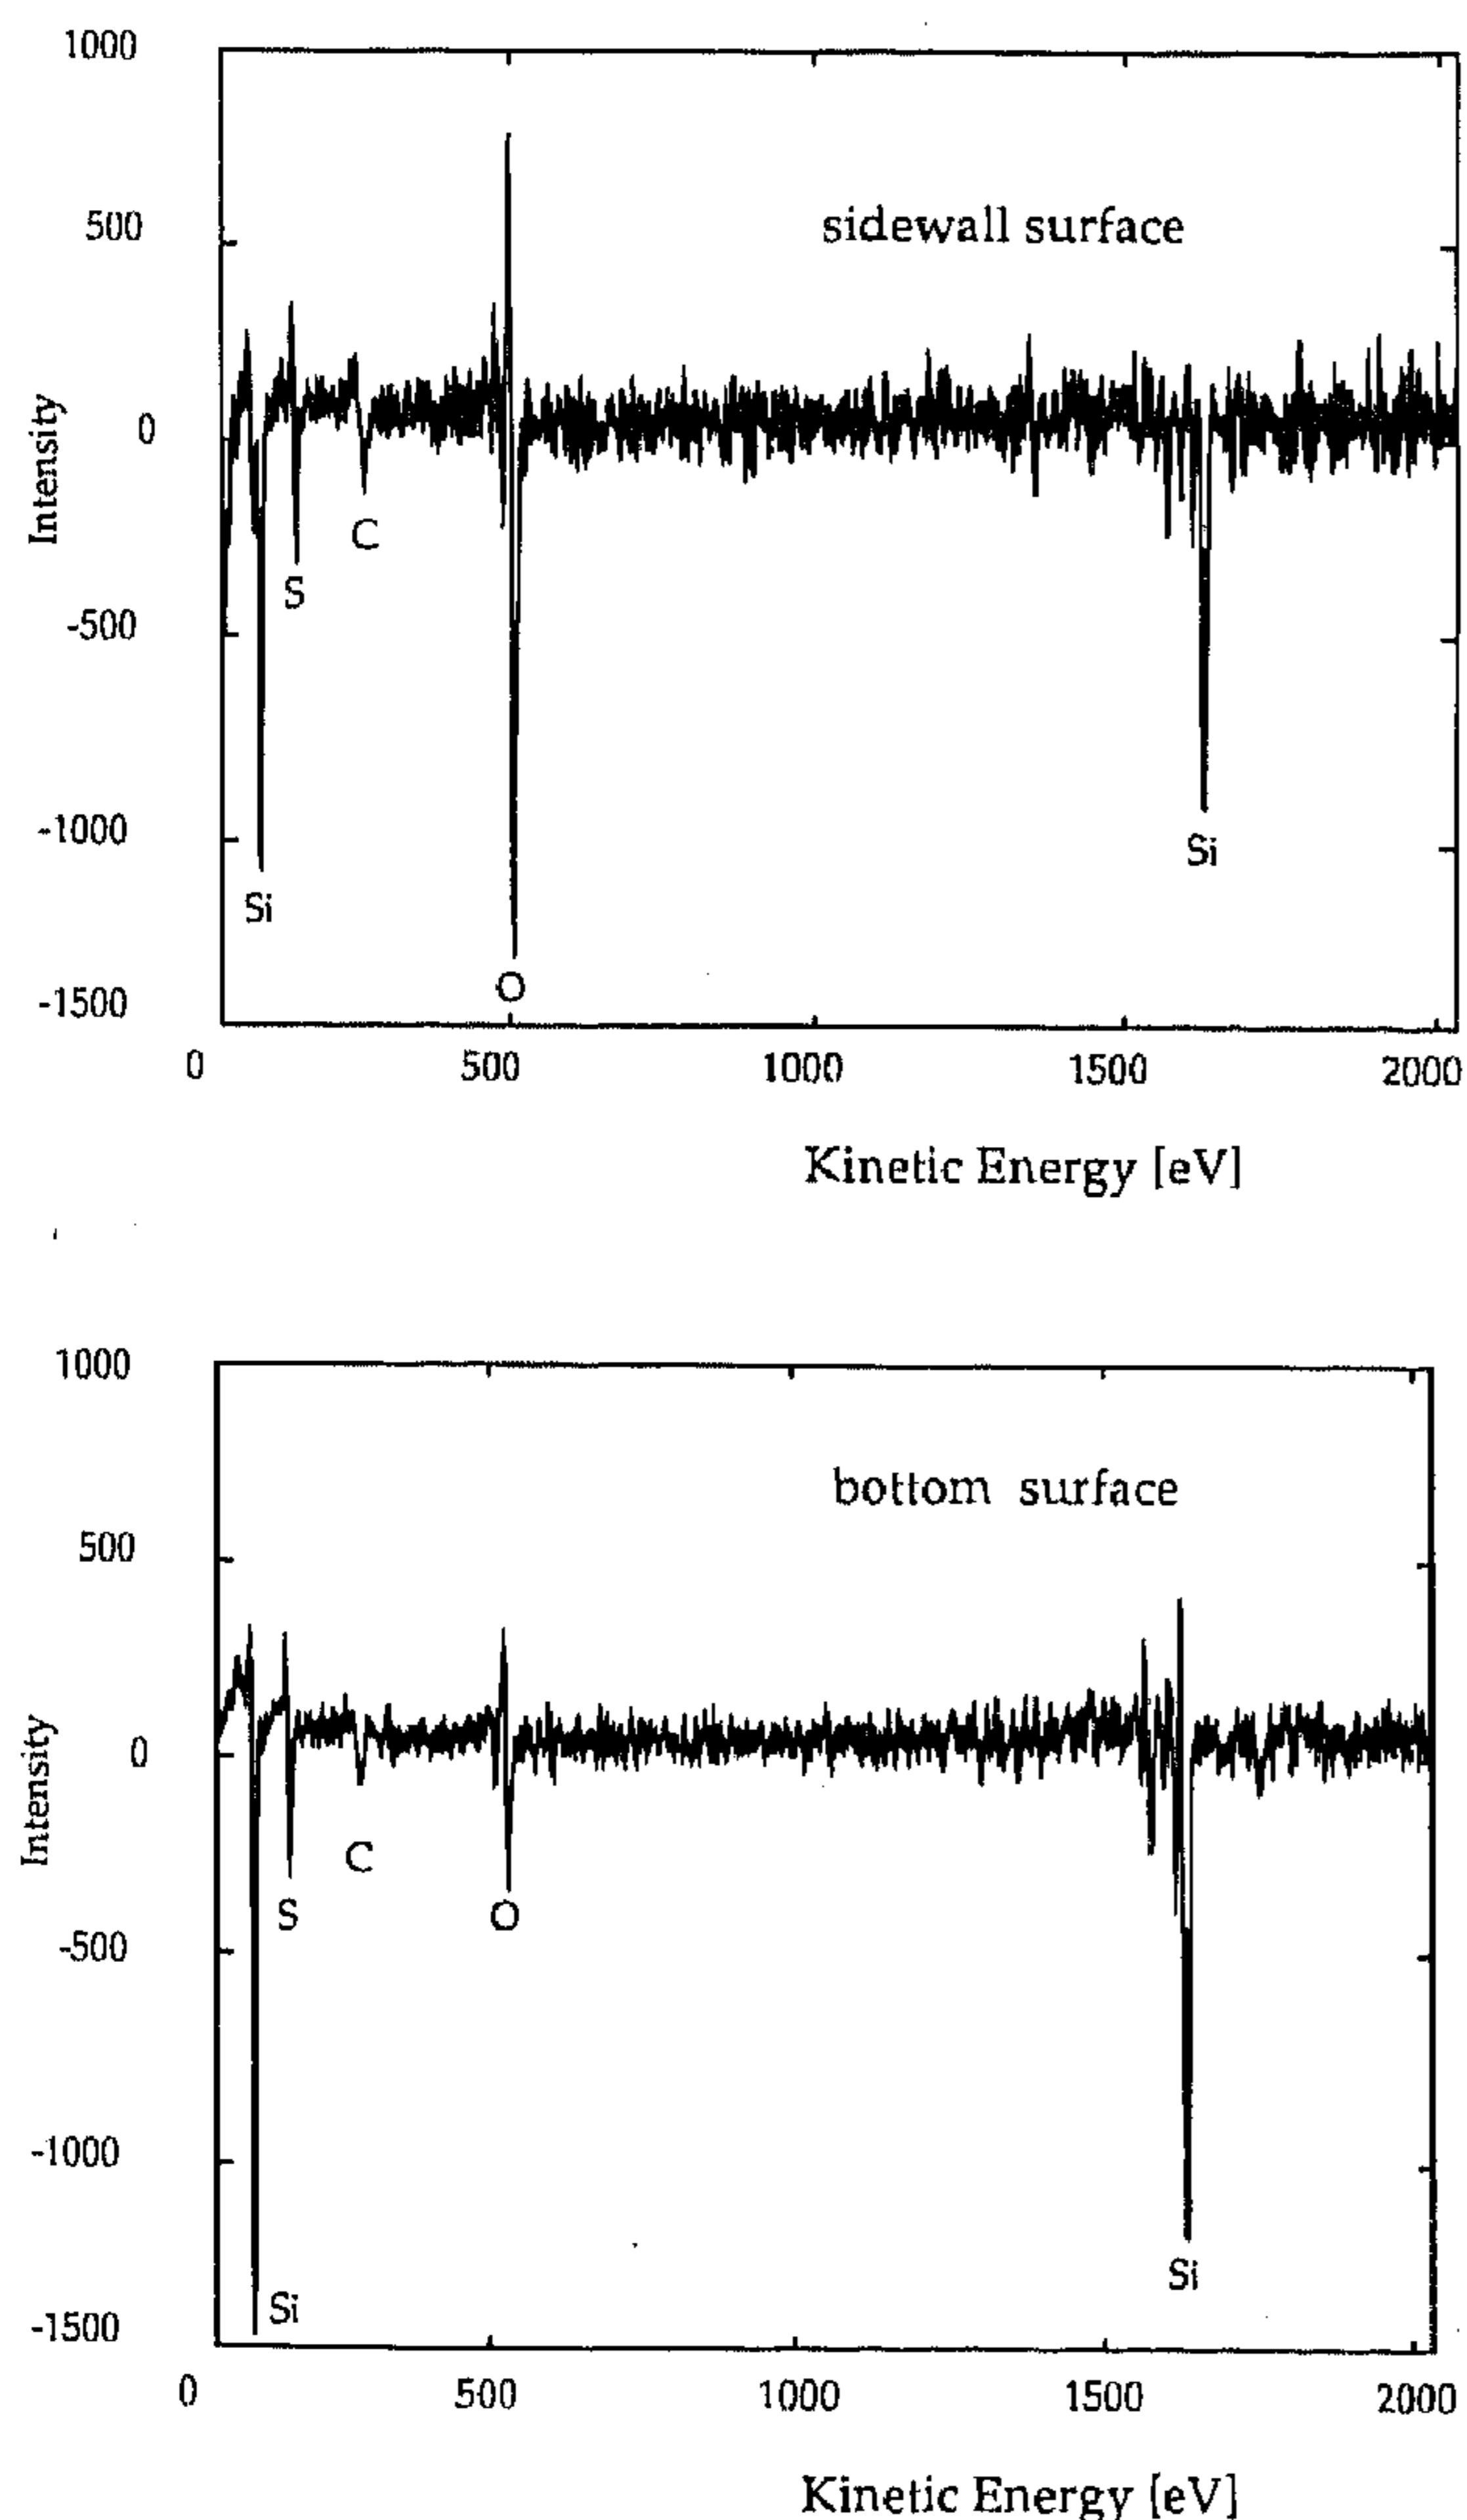 1000
500
0
-500
-1000
-1500
Intensity
sidewall surface
Si
S
C
O
Si
0 500 1000 1500 2000
Kinetic Energy [eV]
1000
500
0
-500
-1000
-1500
Intensity
bottom surface
Si
S
C
O
Si
0 500 1000 1500 2000
Kinetic Energy [eV]